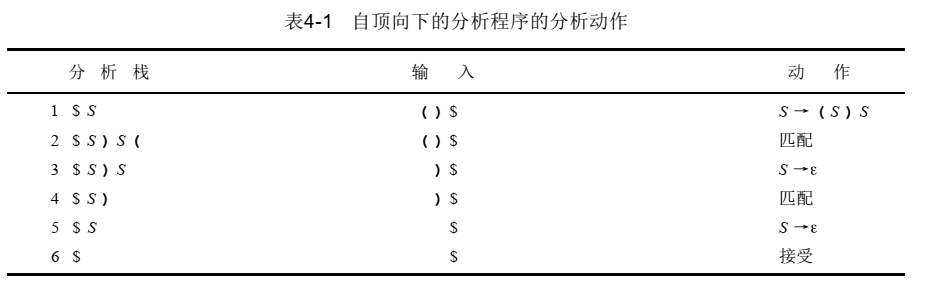 表4-1 自顶向下的分析程序的分析动作
分 析 栈 输 入 动 作
1 $ S ( ) $ S → ( S ) S
2 $ S ) S ( ( ) $ 匹配
3 $ S ) S ) $ S → ε
4 $ S ) ) $ 匹配
5 $ S $ S → ε
6 $ $ 接受